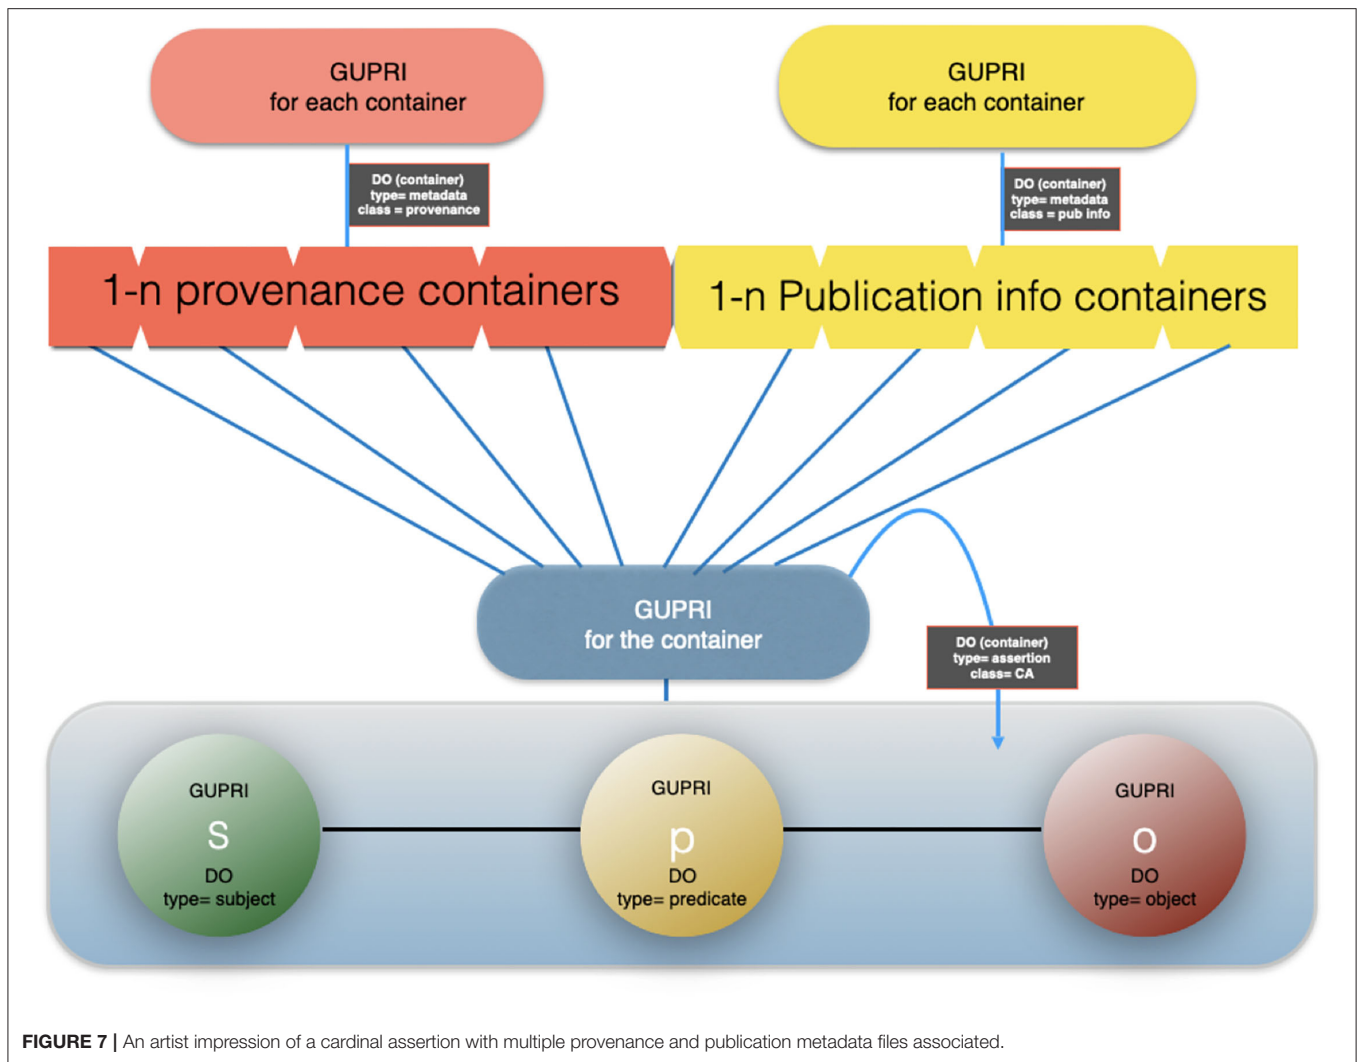 GUPRI
for each container
GUPRI
for each container
DO (container)
type= metadata
class = provenance
DO (container)
type= metadata
class = pub info
1-n provenance containers
1-n Publication info containers
GUPRI
for the container
DO (container)
type= assertion
class= CA
GUPRI
s
DO
type= subject
GUPRI
p
DO
type= predicate
GUPRI
o
DO
type= object
FIGURE 7 | An artist impression of a cardinal assertion with multiple provenance and publication metadata files associated.